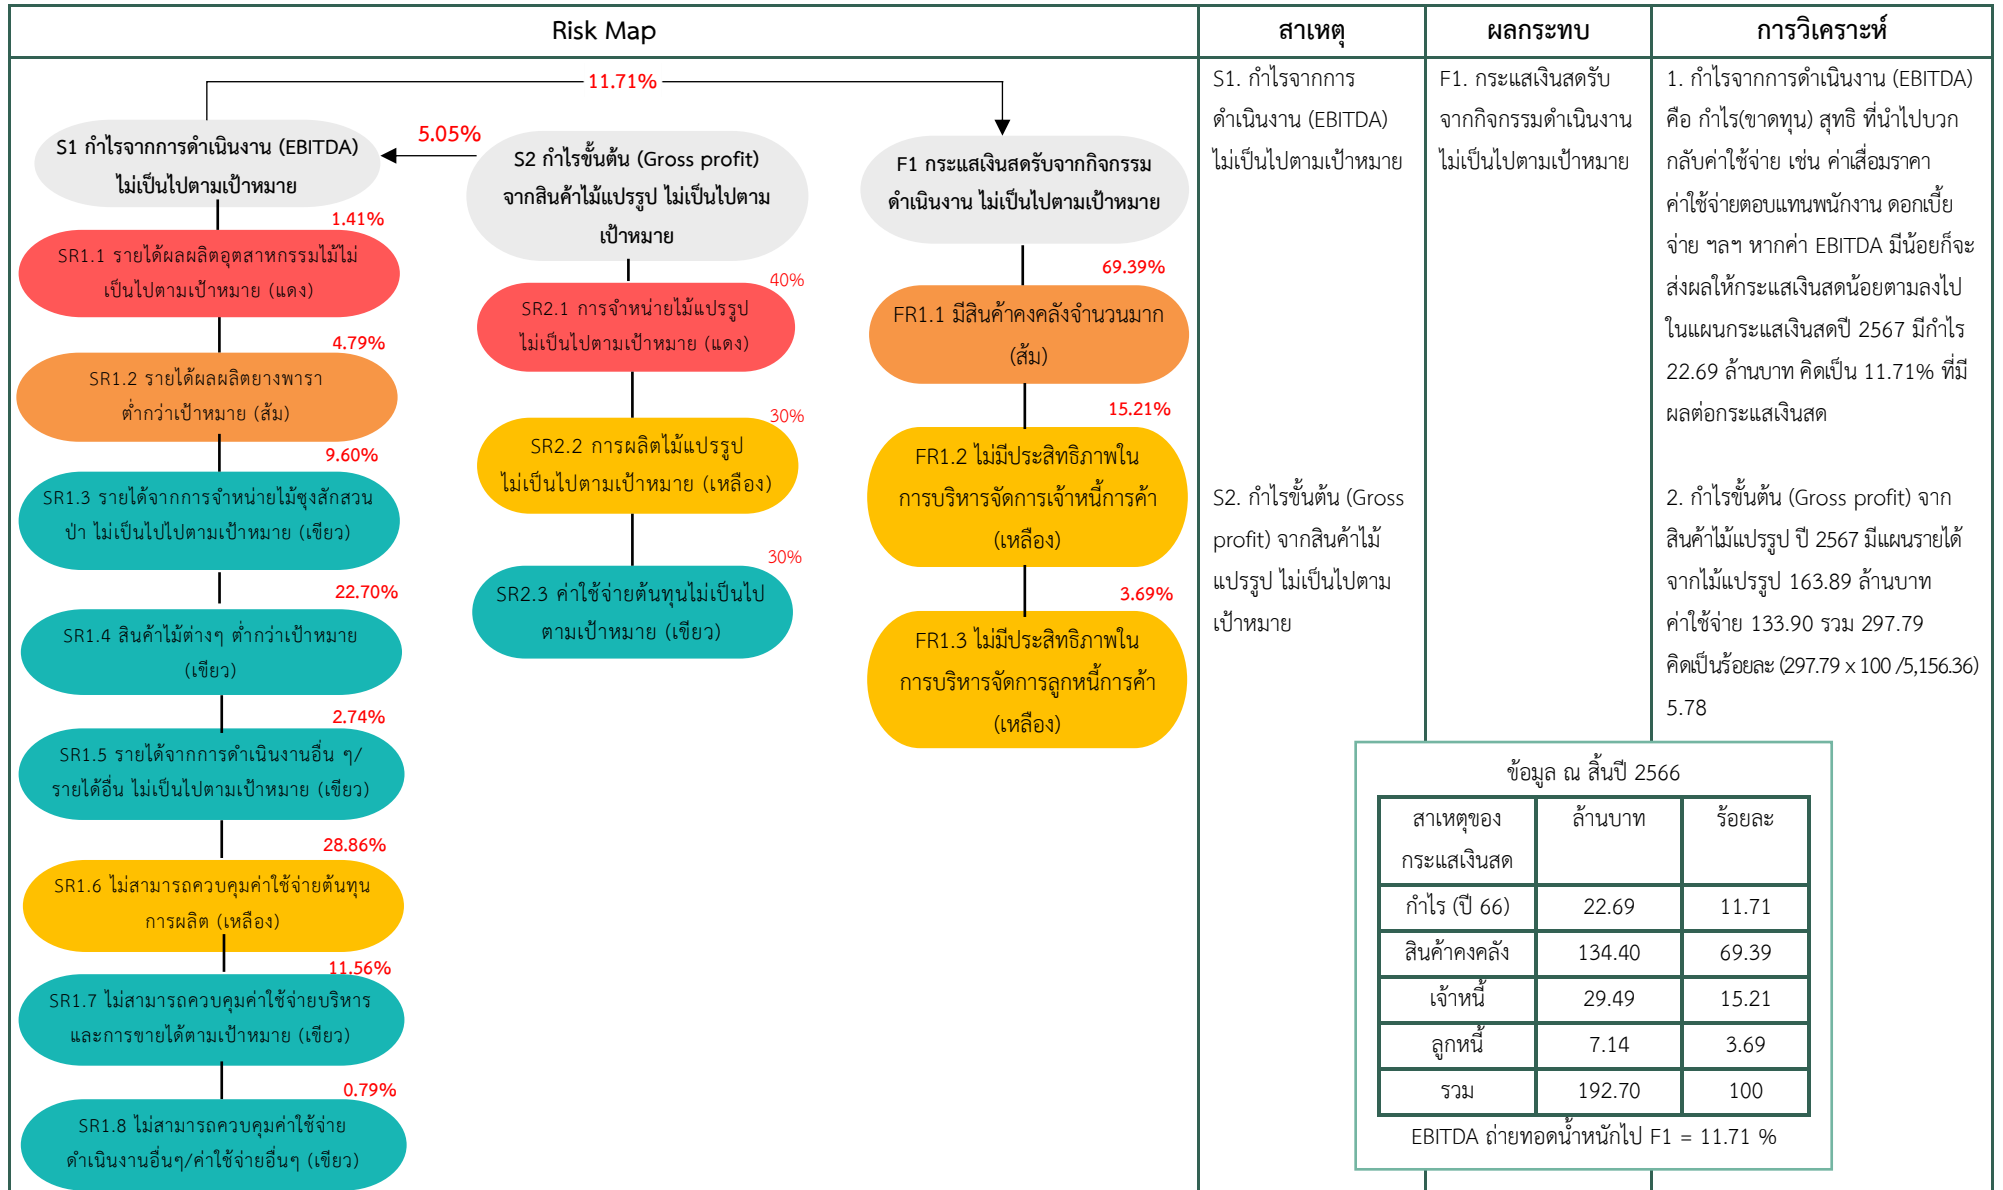 Risk Map
สาเหตุ
ผลกระทบ
การวิเคราะห์
11.71%
5.05%
S1 กำไรจากการดำเนินงาน (EBITDA)
ไม่เป็นไปตามเป้าหมาย
1.41%
SR1.1 รายได้ผลผลิตอุตสาหกรรมไม้ไม่
เป็นไปตามเป้าหมาย (แดง)
4.79%
SR1.2 รายได้ผลผลิตยางพารา
ต่ำกว่าเป้าหมาย (ส้ม)
9.60%
SR1.3 รายได้จากการจำหน่ายไม้ซุงสักสวน
ป่า ไม่เป็นไปไปตามเป้าหมาย (เขียว)
22.70%
SR1.4 สินค้าไม้ต่างๆ ต่ำกว่าเป้าหมาย
(เขียว)
2.74%
SR1.5 รายได้จากการดำเนินงานอื่น ๆ/
รายได้อื่น ไม่เป็นไปตามเป้าหมาย (เขียว)
28.86%
SR1.6 ไม่สามารถควบคุมค่าใช้จ่ายต้นทุน
การผลิต (เหลือง)
11.56%
SR1.7 ไม่สามารถควบคุมค่าใช้จ่ายบริหาร
และการขายได้ตามเป้าหมาย (เขียว)
0.79%
SR1.8 ไม่สามารถควบคุมค่าใช้จ่าย
ดำเนินงานอื่นๆ/ค่าใช้จ่ายอื่นๆ (เขียว)
S2 กำไรขั้นต้น (Gross profit)
จากสินค้าไม้แปรรูป ไม่เป็นไปตาม
เป้าหมาย
40%
SR2.1 การจำหน่ายไม้แปรรูป
ไม่เป็นไปตามเป้าหมาย (แดง)
30%
SR2.2 การผลิตไม้แปรรูป
ไม่เป็นไปตามเป้าหมาย (เหลือง)
30%
SR2.3 ค่าใช้จ่ายต้นทุนไม่เป็นไป
ตามเป้าหมาย (เขียว)
F1 กระแสเงินสดรับจากกิจกรรม
ดำเนินงาน ไม่เป็นไปตามเป้าหมาย
69.39%
FR1.1 มีสินค้าคงคลังจำนวนมาก
(ส้ม)
15.21%
FR1.2 ไม่มีประสิทธิภาพใน
การบริหารจัดการเจ้าหนี้การค้า
(เหลือง)
3.69%
FR1.3 ไม่มีประสิทธิภาพใน
การบริหารจัดการลูกหนี้การค้า
(เหลือง)
S1. กำไรจากการ
ดำเนินงาน (EBITDA)
ไม่เป็นไปตามเป้าหมาย
S2. กำไรขั้นต้น (Gross
profit) จากสินค้าไม้
แปรรูป ไม่เป็นไปตาม
เป้าหมาย
F1. กระแสเงินสดรับ
จากกิจกรรมดำเนินงาน
ไม่เป็นไปตามเป้าหมาย
1. กำไรจากการดำเนินงาน (EBITDA)
คือ กำไร(ขาดทุน) สุทธิ ที่นำไปบวก
กลับค่าใช้จ่าย เช่น ค่าเสื่อมราคา
ค่าใช้จ่ายตอบแทนพนักงาน ดอกเบี้ย
จ่าย ฯลฯ หากค่า EBITDA มีน้อยก็จะ
ส่งผลให้กระแสเงินสดน้อยตามลงไป
ในแผนกระแสเงินสดปี 2567 มีกำไร
22.69 ล้านบาท คิดเป็น 11.71% ที่มี
ผลต่อกระแสเงินสด
2. กำไรขั้นต้น (Gross profit) จาก
สินค้าไม้แปรรูป ปี 2567 มีแผนรายได้
จากไม้แปรรูป 163.89 ล้านบาท
ค่าใช้จ่าย 133.90 รวม 297.79
คิดเป็นร้อยละ (297.79 x 100 /5,156.36)
5.78
ข้อมูล ณ สิ้นปี 2566
สาเหตุของ
กระแสเงินสด
ล้านบาท
ร้อยละ
กำไร (ปี 66) 22.69 11.71
สินค้าคงคลัง 134.40 69.39
เจ้าหนี้ 29.49 15.21
ลูกหนี้ 7.14 3.69
รวม 192.70 100
EBITDA ถ่ายทอดน้ำหนักไป F1 = 11.71 %